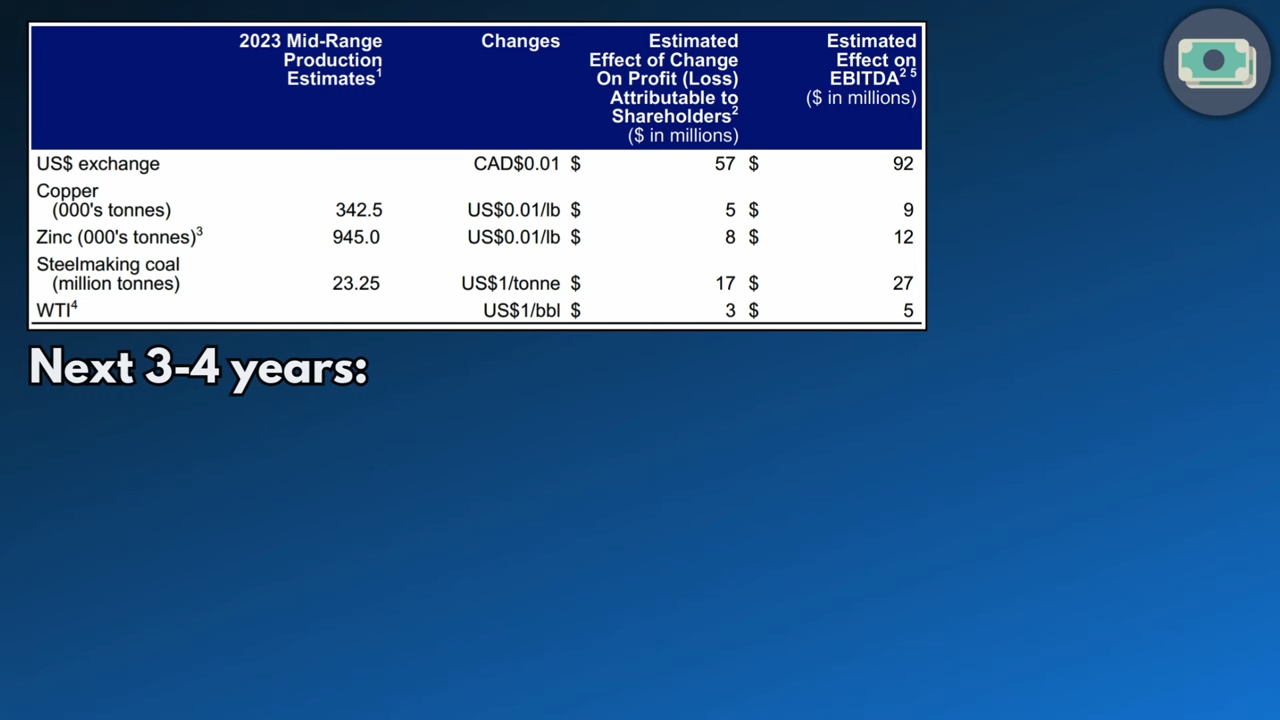 2023 Mid-Range Production Estimates¹ Changes Estimated Effect of Change On Profit (Loss) Attributable to Shareholders² ($ in millions) Estimated Effect on EBITDA² ⁵ ($ in millions)
US$ exchange CAD$0.01 $ 57 $ 92
Copper
(000's tonnes) 342.5 US$0.01/lb $ 5 $ 9
Zinc (000's tonnes)³ 945.0 US$0.01/lb $ 8 $ 12
Steelmaking coal
(million tonnes) 23.25 US$1/tonne $ 17 $ 27
WTI⁴ US$1/bbl $ 3 $ 5
Next 3-4 years: